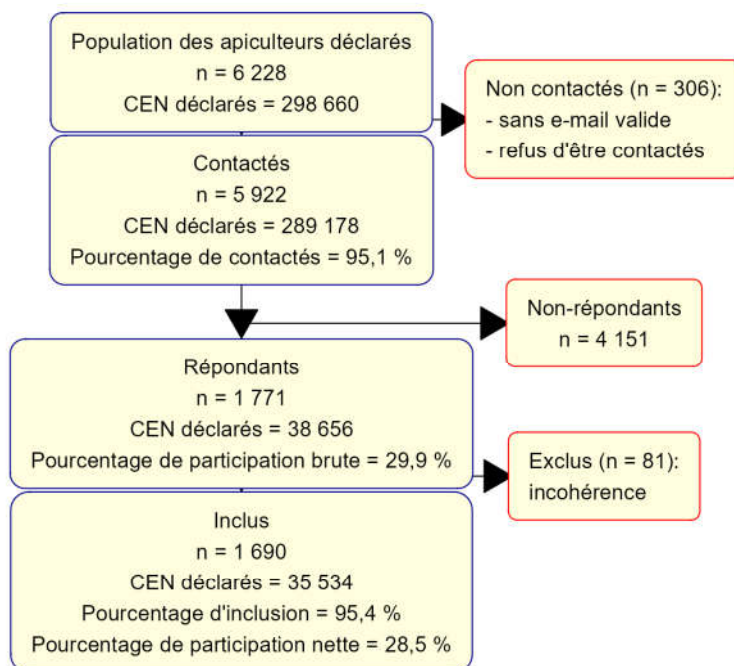 Population des apiculteurs déclarés
n = 6 228
CEN déclarés = 298 660
Non contactés (n = 306):
- sans e-mail valide
- refus d'être contactés
Contactés
n = 5 922
CEN déclarés = 289 178
Pourcentage de contactés = 95,1 %
Non-répondants
n = 4 151
Répondants
n = 1 771
CEN déclarés = 38 656
Pourcentage de participation brute = 29,9 %
Exclus (n = 81):
incohérence
Inclus
n = 1 690
CEN déclarés = 35 534
Pourcentage d'inclusion = 95,4 %
Pourcentage de participation nette = 28,5 %